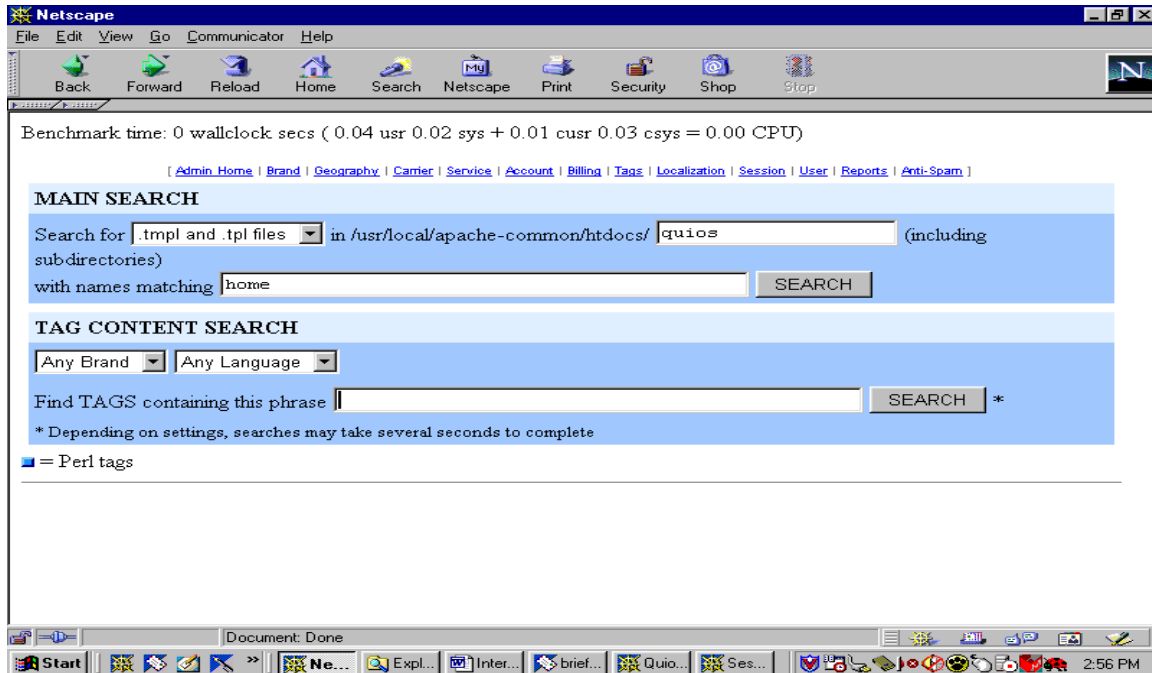 Netscape
File Edit View Go Communicator Help
My
N
Back Forward Reload Home Search Netscape Print Security Shop Stop
Benchmark time: 0 wallclock secs ( 0.04 usr 0.02 sys + 0.01 cusr 0.03 csys = 0.00 CPU)
[ Admin Home | Brand | Geography | Carrier | Service | Account | Billing | Tags | Localization | Session | User | Reports | Anti-Spam ]
MAIN SEARCH
Search for .tmpl and .tpl files in /usr/local/apache-common/htdocs/ quios (including
subdirectories)
with names matching home SEARCH
TAG CONTENT SEARCH
Any Brand Any Language
Find TAGS containing this phrase SEARCH *
* Depending on settings, searches may take several seconds to complete
= Perl tags
Document: Done
Start » Ne... Expl... Inter... brief... Quio... Ses... 2:56 PM